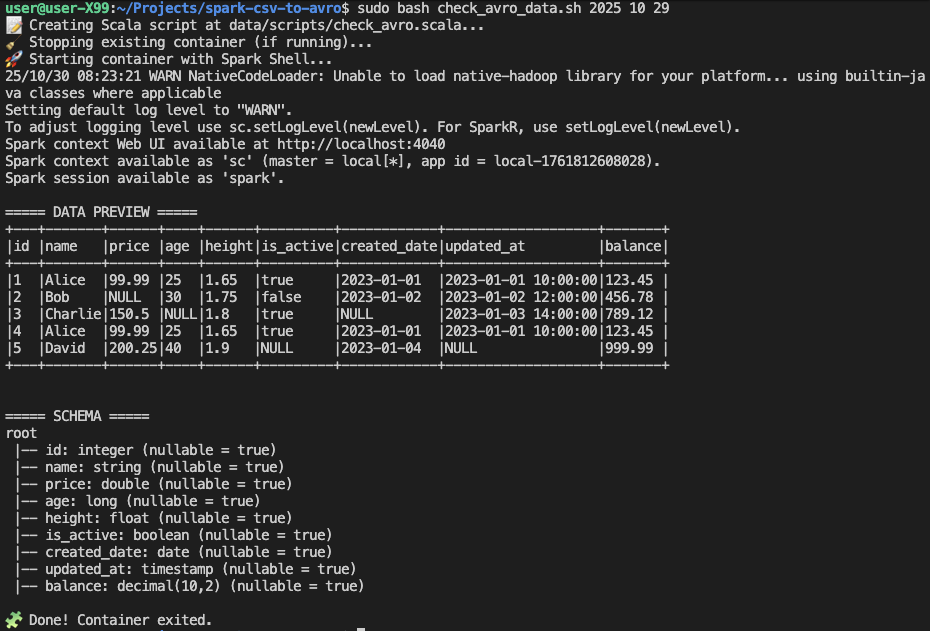 user@user-X99:~/Projects/spark-csv-to-avro$ sudo bash check_avro_data.sh 2025 10 29
📝 Creating Scala script at data/scripts/check_avro.scala...
🧹 Stopping existing container (if running)...
🚀 Starting container with Spark Shell...
25/10/30 08:23:21 WARN NativeCodeLoader: Unable to load native-hadoop library for your platform... using builtin-ja
va classes where applicable
Setting default log level to "WARN".
To adjust logging level use sc.setLogLevel(newLevel). For SparkR, use setLogLevel(newLevel).
Spark context Web UI available at http://localhost:4040
Spark context available as 'sc' (master = local[*], app id = local-1761812608028).
Spark session available as 'spark'.

===== DATA PREVIEW =====
+---+-------+------+----+------+---------+------------+-------------------+-------+
|id |name   |price |age |height|is_active|created_date|updated_at         |balance|
+---+-------+------+----+------+---------+------------+-------------------+-------+
|1  |Alice  |99.99 |25  |1.65  |true     |2023-01-01  |2023-01-01 10:00:00|123.45 |
|2  |Bob    |NULL  |30  |1.75  |false    |2023-01-02  |2023-01-02 12:00:00|456.78 |
|3  |Charlie|150.5 |NULL|1.8   |true     |NULL        |2023-01-03 14:00:00|789.12 |
|4  |Alice  |99.99 |25  |1.65  |true     |2023-01-01  |2023-01-01 10:00:00|123.45 |
|5  |David  |200.25|40  |1.9   |NULL     |2023-01-04  |NULL               |999.99 |
+---+-------+------+----+------+---------+------------+-------------------+-------+

===== SCHEMA =====
root
 |-- id: integer (nullable = true)
 |-- name: string (nullable = true)
 |-- price: double (nullable = true)
 |-- age: long (nullable = true)
 |-- height: float (nullable = true)
 |-- is_active: boolean (nullable = true)
 |-- created_date: date (nullable = true)
 |-- updated_at: timestamp (nullable = true)
 |-- balance: decimal(10,2) (nullable = true)

🧩 Done! Container exited.